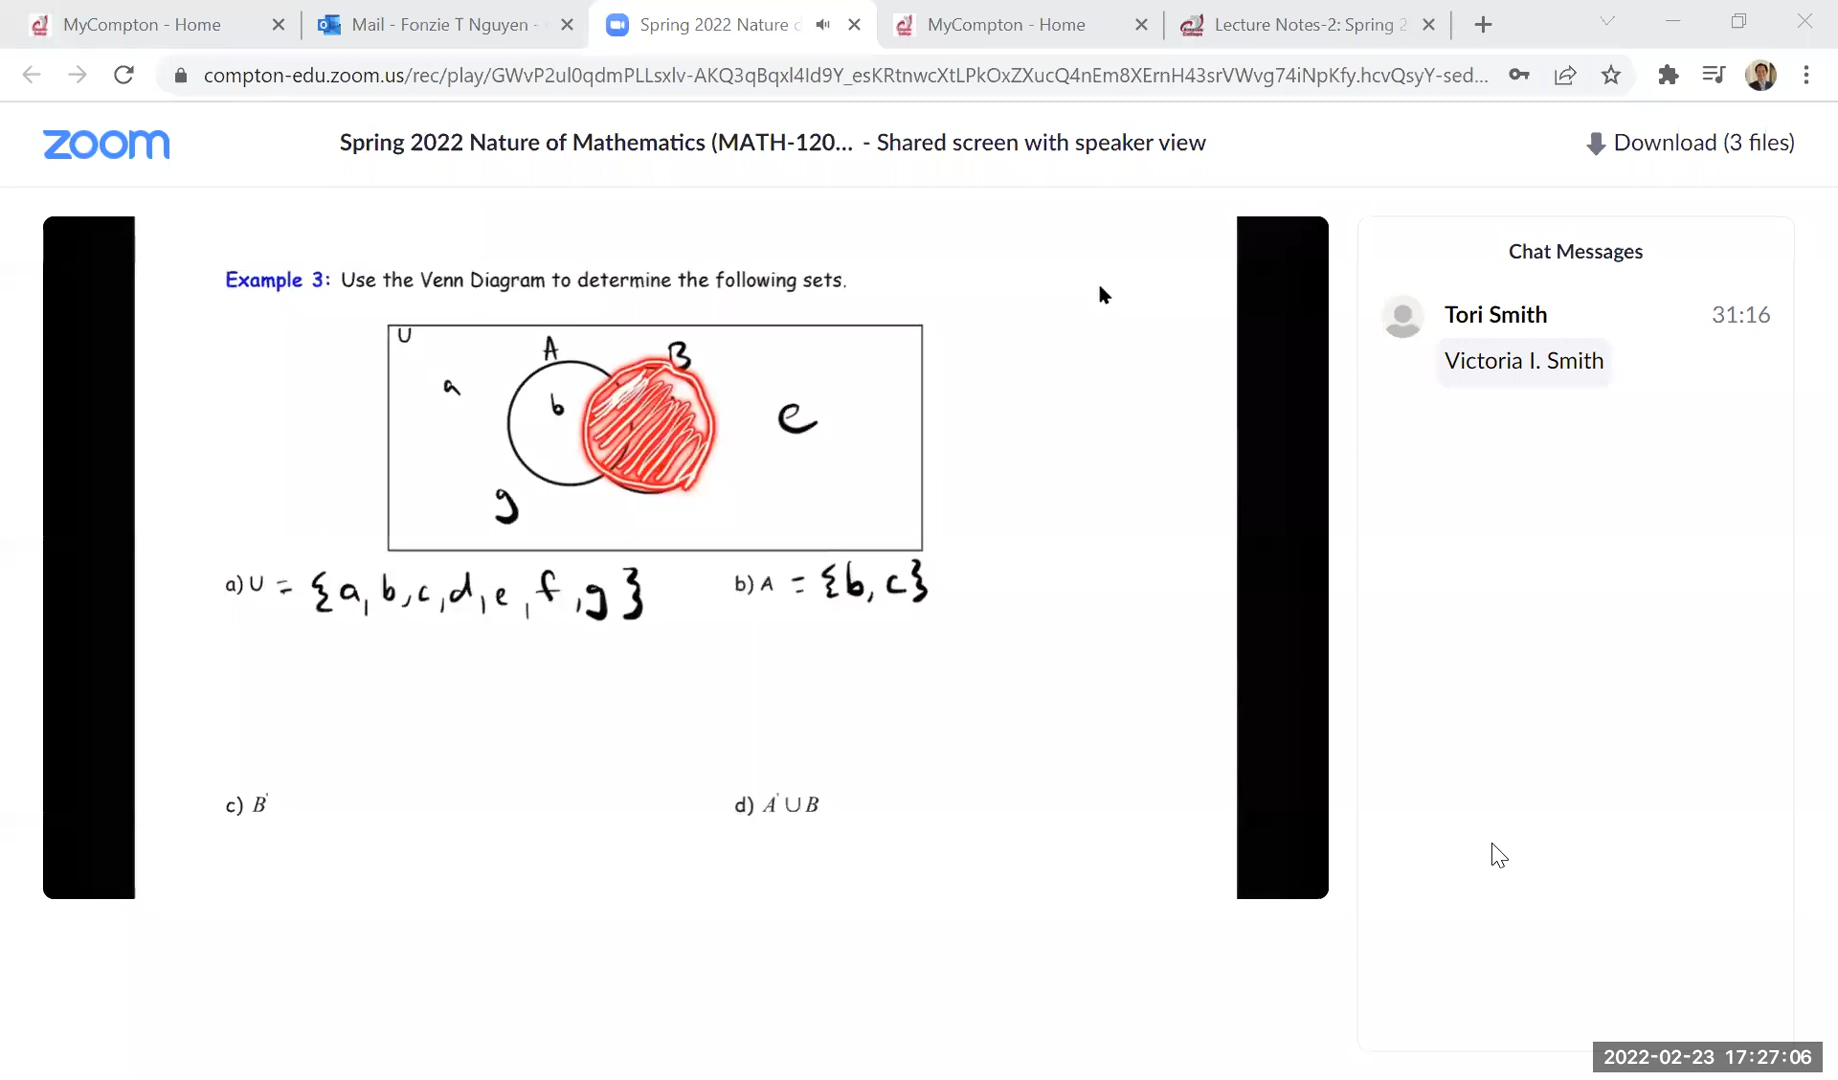 MyCompton - Home
Mail - Fonzie T Nguyen -
Spring 2022 Nature o
MyCompton - Home
Lecture Notes-2: Spring 2
compton-edu.zoom.us/rec/play/GWvP2ul0qdmPLLsxlv-AKQ3qBqxl4Id9Y_esKRtnwcXtLPkOxZXucQ4nEm8XErnH43srVWvg74iNpKfy.hcvQsyY-sed...
zoom
Spring 2022 Nature of Mathematics (MATH-120... - Shared screen with speaker view
Download (3 files)
Example 3: Use the Venn Diagram to determine the following sets.
U
A
B
a
b
e
g
a) U = {a, b, c, d, e, f, g}
b) A = {b, c}
c) B'
d) A' ∪ B
Chat Messages
Tori Smith 31:16
Victoria I. Smith
2022-02-23 17:27:06